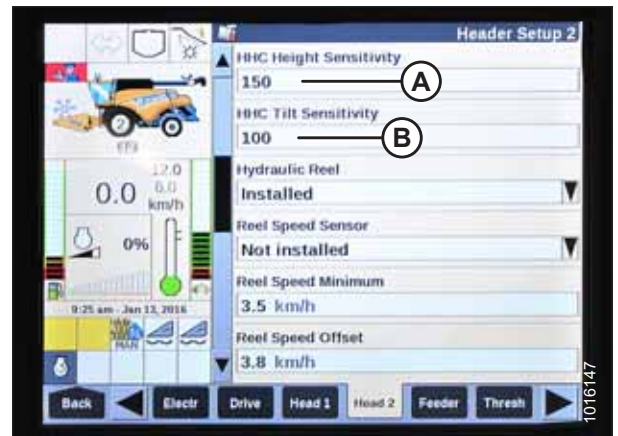 Header Setup 2
HHC Height Sensitivity
150
A
HHC Tilt Sensitivity
100
B
Hydraulic Reel
Installed
Reel Speed Sensor
Not installed
Reel Speed Minimum
3.5 km/h
Reel Speed Offset
3.8 km/h
2
12.0
0.0
6.0
km/h
0%
9:25 am - Jan 13, 2016
MAN
Back
Electr
Drive
Head 1
Head 2
Feeder
Thresh
1016147